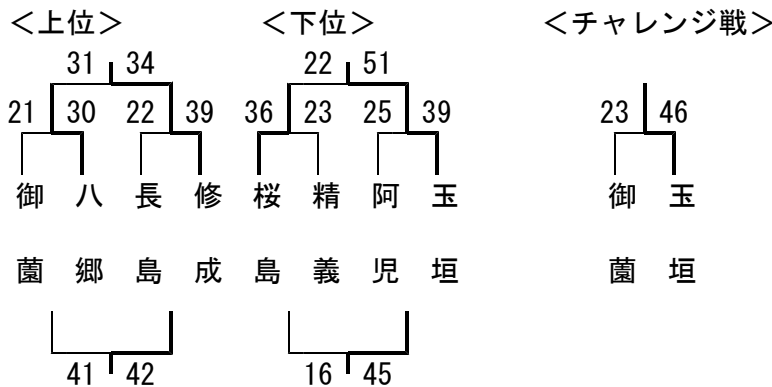 ＜上位＞ ＜下位＞ ＜チャレンジ戦＞
31 34 22 51
21 30 22 39 36 23 25 39 23 46
御 八 長 修 桜 精 阿 玉 御 玉
薗 郷 島 成 島 義 児 垣 薗 垣
41 42 16 45